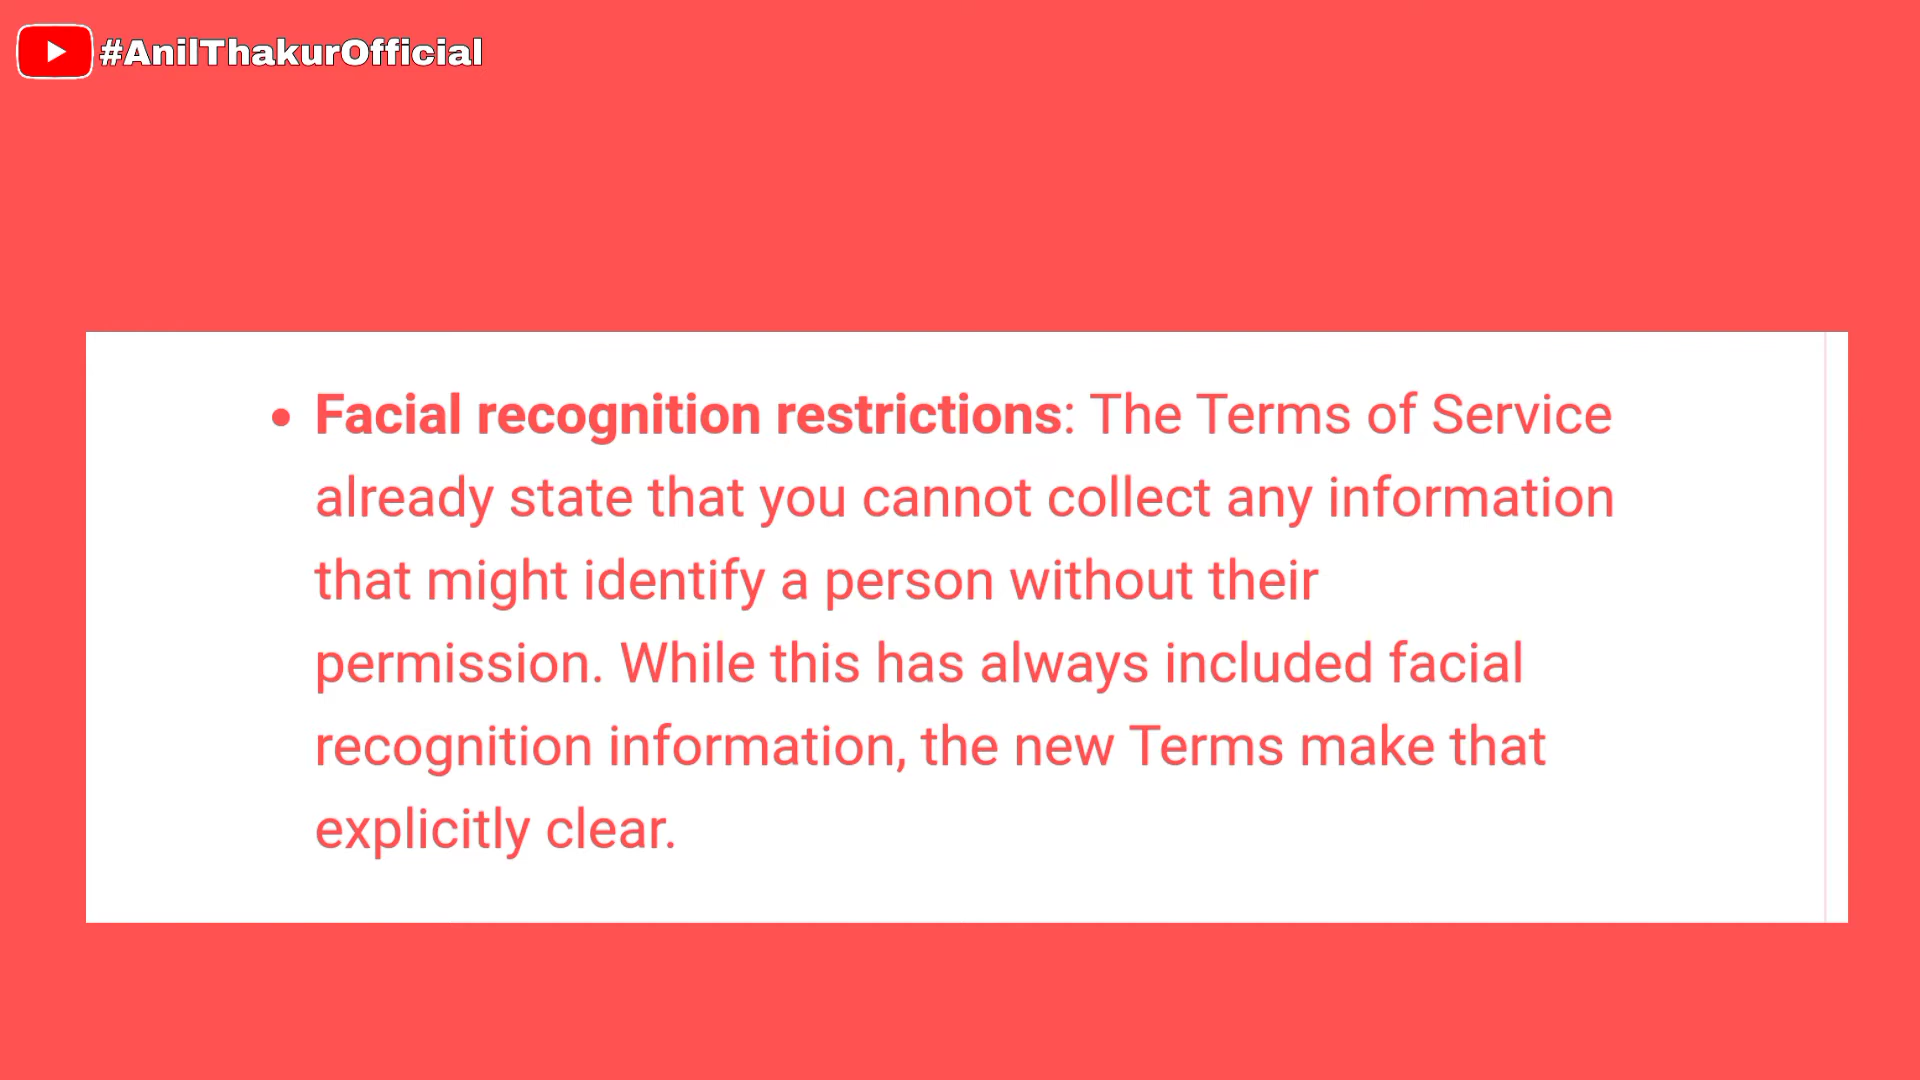 #AnilThakurOfficial
• Facial recognition restrictions: The Terms of Service
already state that you cannot collect any information
that might identify a person without their
permission. While this has always included facial
recognition information, the new Terms make that
explicitly clear.